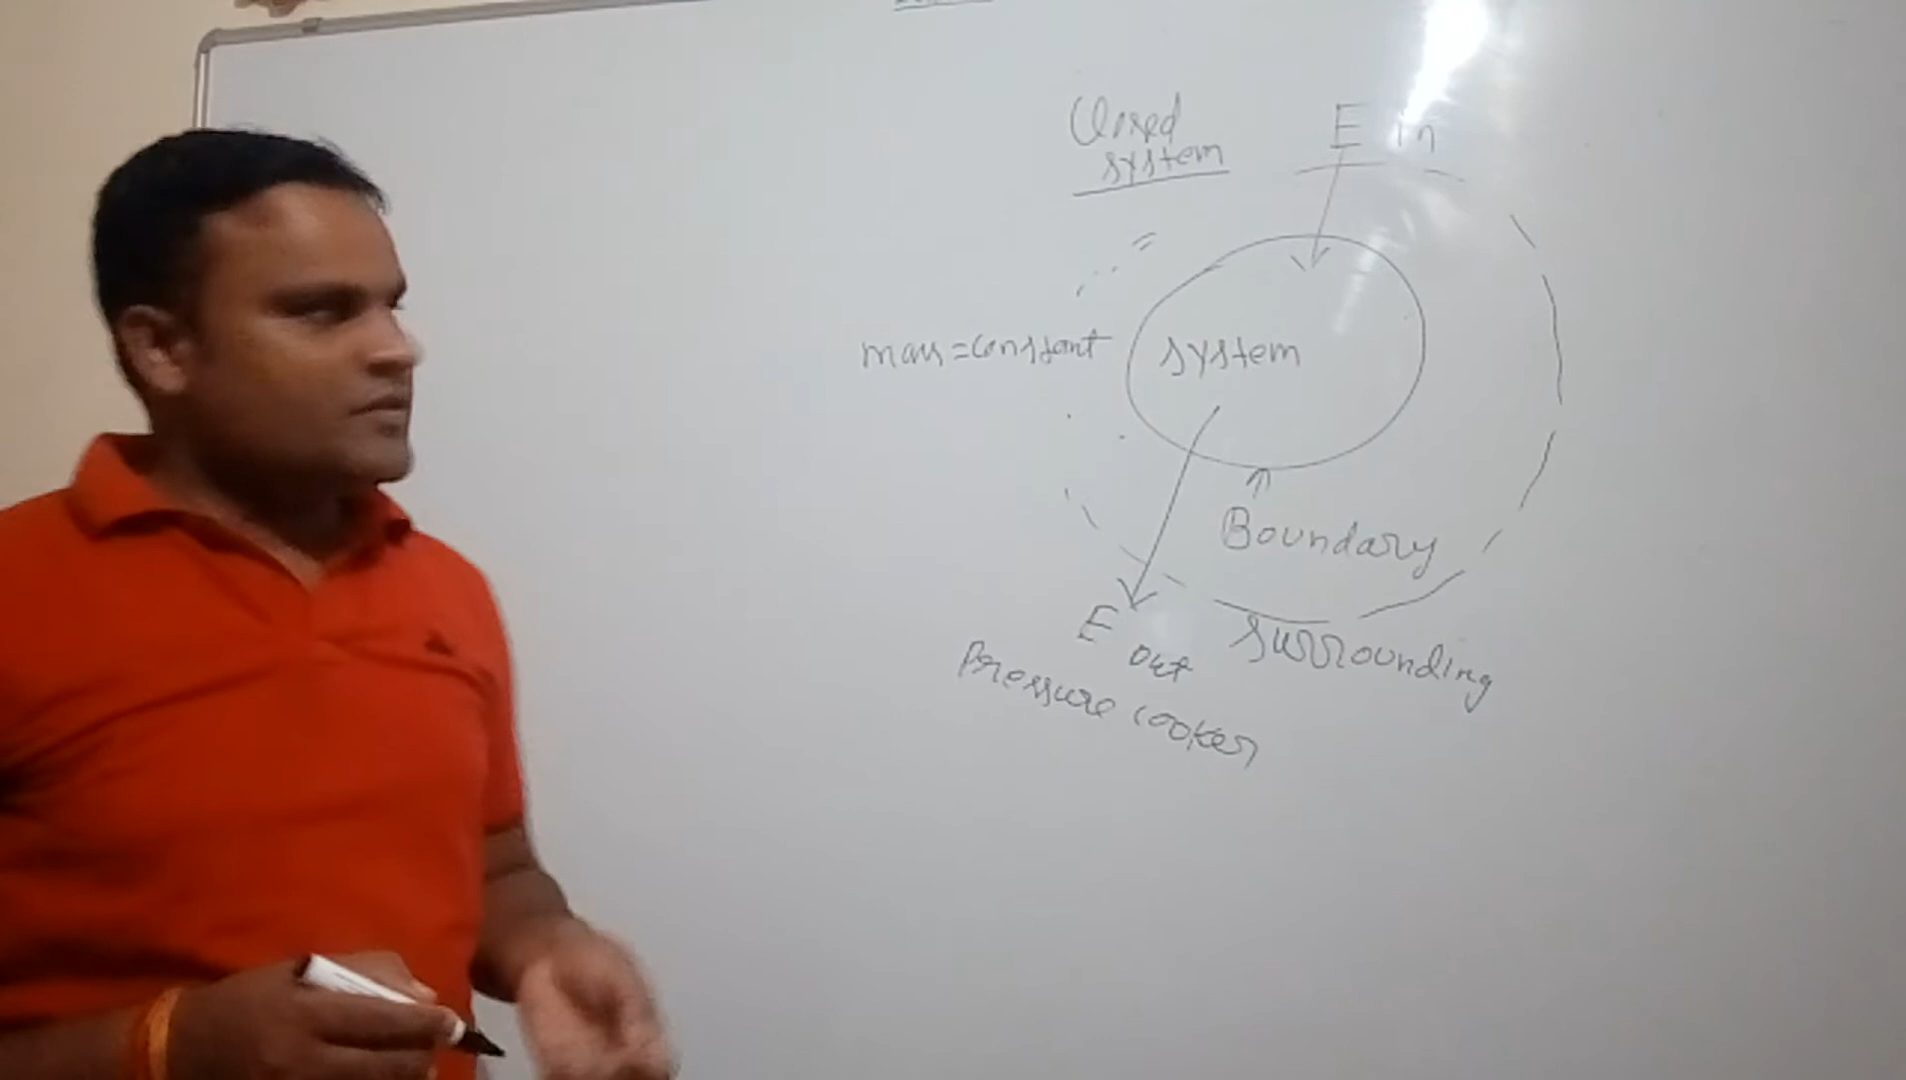 Closed
system
E in
mass = constant
system
Boundary
E out
surrounding
Pressure cooker